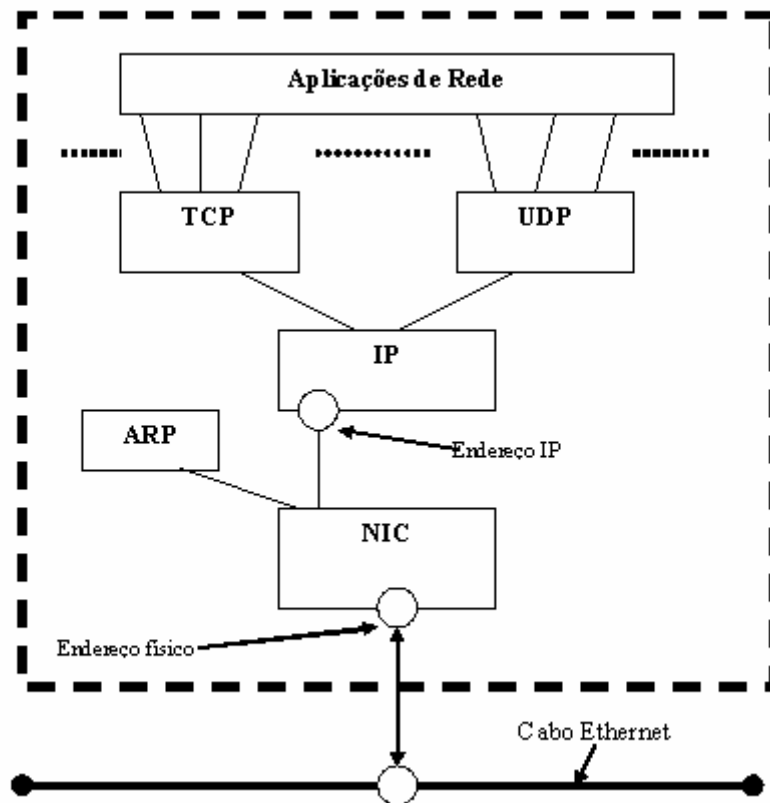 Aplicações de Rede
TCP
UDP
IP
ARP
Endereço IP
NIC
Endereço físico
Cabo Ethernet